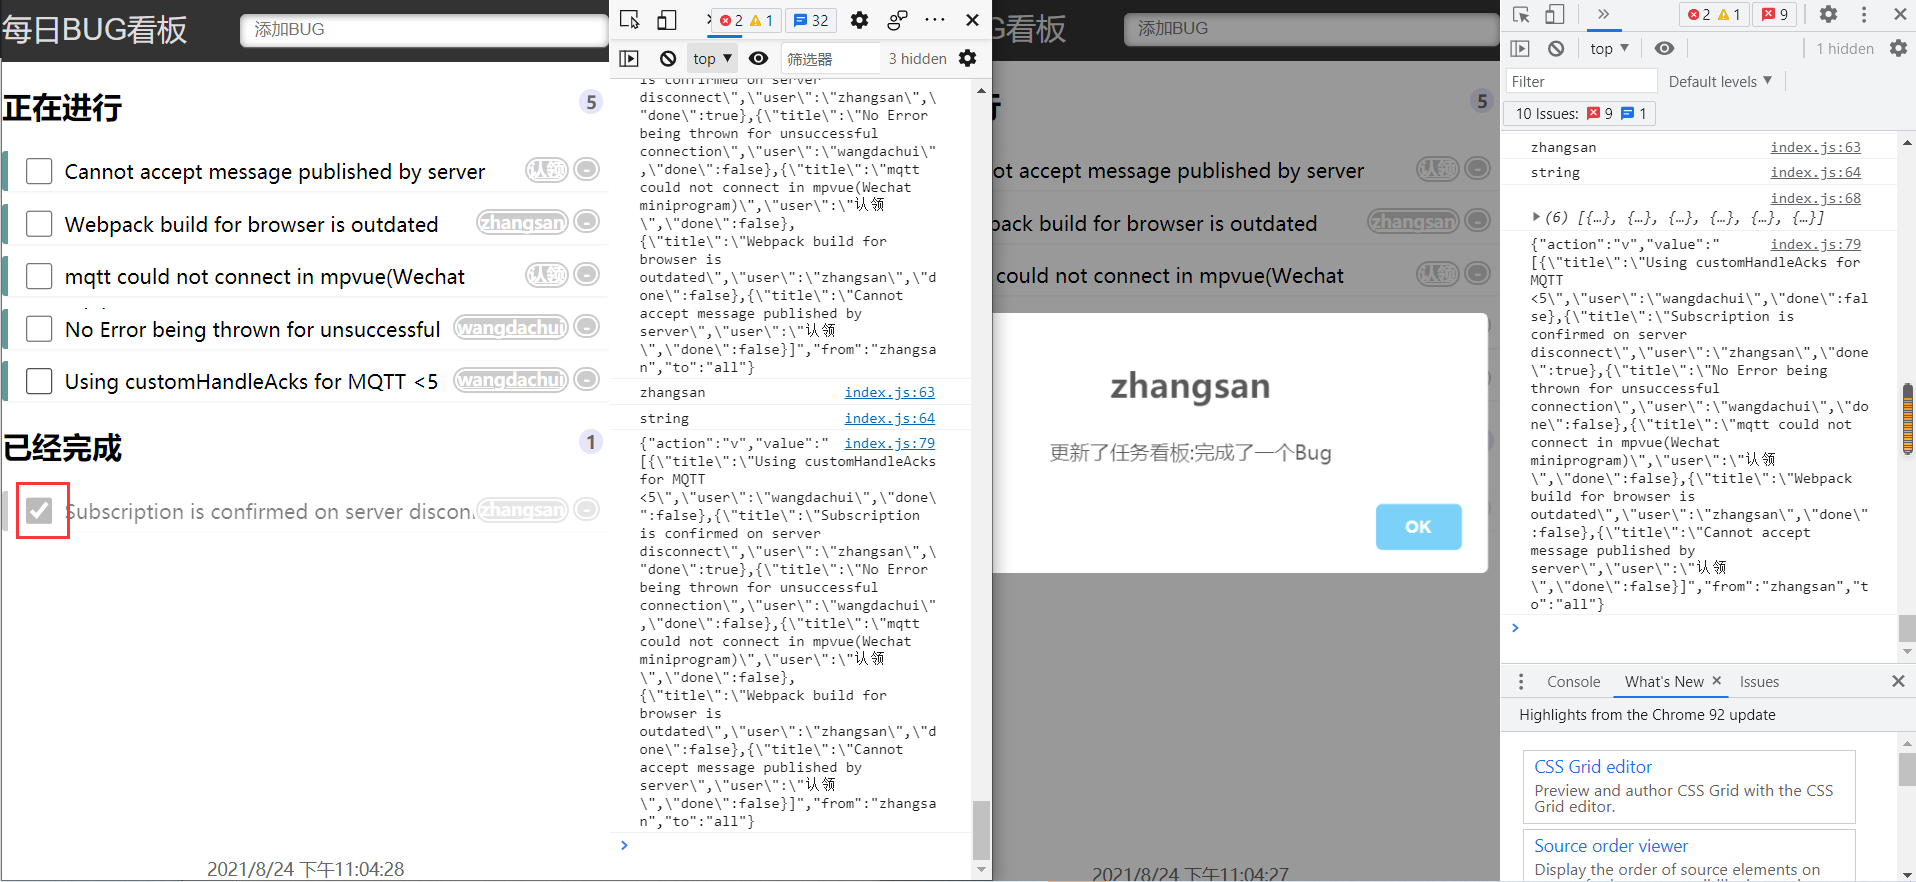 每日BUG看板
添加BUG
正在进行
5
Cannot accept message published by server
认领
-
Webpack build for browser is outdated
zhangsan
-
mqtt could not connect in mpvue(Wechat
认领
-
No Error being thrown for unsuccessful
wangdachui
-
Using customHandleAcks for MQTT <5
wangdachui
-
已经完成
1
Subscription is confirmed on server discon
zhangsan
-
2021/8/24 下午11:04:28
2
1
32
top
筛选器
3 hidden
is confirmed on server
disconnect\",\"user\":\"zhangsan\",\
"done\":true},{\"title\":\"No Error
being thrown for unsuccessful
connection\",\"user\":\"wangdachui\"
,\"done\":false},{\"title\":\"mqtt
could not connect in mpvue(Wechat
miniprogram)\",\"user\":\"认领
\",\"done\":false},
{\"title\":\"Webpack build for
browser is
outdated\",\"user\":\"zhangsan\",\"d
one\":false},{\"title\":\"Cannot
accept message published by
server\",\"user\":\"认领
\",\"done\":false}]","from":"zhangsa
n","to":"all"}
zhangsan index.js:63
string index.js:64
{"action":"v","value":" index.js:79
[{\"title\":\"Using customHandleAcks
for MQTT
<5\",\"user\":\"wangdachui\",\"done\
":false},{\"title\":\"Subscription
is confirmed on server
disconnect\",\"user\":\"zhangsan\",\
"done\":true},{\"title\":\"No Error
being thrown for unsuccessful
connection\",\"user\":\"wangdachui\"
,\"done\":false},{\"title\":\"mqtt
could not connect in mpvue(Wechat
miniprogram)\",\"user\":\"认领
\",\"done\":false},
{\"title\":\"Webpack build for
browser is
outdated\",\"user\":\"zhangsan\",\"d
one\":false},{\"title\":\"Cannot
accept message published by
server\",\"user\":\"认领
\",\"done\":false}]","from":"zhangsa
n","to":"all"}
G看板
添加BUG
行
5
ot accept message published by server
认领
-
pack build for browser is outdated
zhangsan
-
could not connect in mpvue(Wechat
认领
-
zhangsan
更新了任务看板:完成了一个Bug
OK
2021/8/24 下午11:04:27
2
1
9
top
1 hidden
Filter
Default levels
10 Issues: 9 1
zhangsan index.js:63
string index.js:64
index.js:68
(6) [{…}, {…}, {…}, {…}, {…}, {…}]
{"action":"v","value":" index.js:79
[{\"title\":\"Using customHandleAcks for
MQTT
<5\",\"user\":\"wangdachui\",\"done\":fal
se},{\"title\":\"Subscription is
confirmed on server
disconnect\",\"user\":\"zhangsan\",\"done
\":true},{\"title\":\"No Error being
thrown for unsuccessful
connection\",\"user\":\"wangdachui\",\"do
ne\":false},{\"title\":\"mqtt could not
connect in mpvue(Wechat
miniprogram)\",\"user\":\"认领
\",\"done\":false},{\"title\":\"Webpack
build for browser is
outdated\",\"user\":\"zhangsan\",\"done\"
:false},{\"title\":\"Cannot accept
message published by
server\",\"user\":\"认领
\",\"done\":false}]","from":"zhangsan","t
o":"all"}
Console
What's New
Issues
Highlights from the Chrome 92 update
CSS Grid editor
Preview and author CSS Grid with the CSS
Grid editor.
Source order viewer
Display the order of source elements on